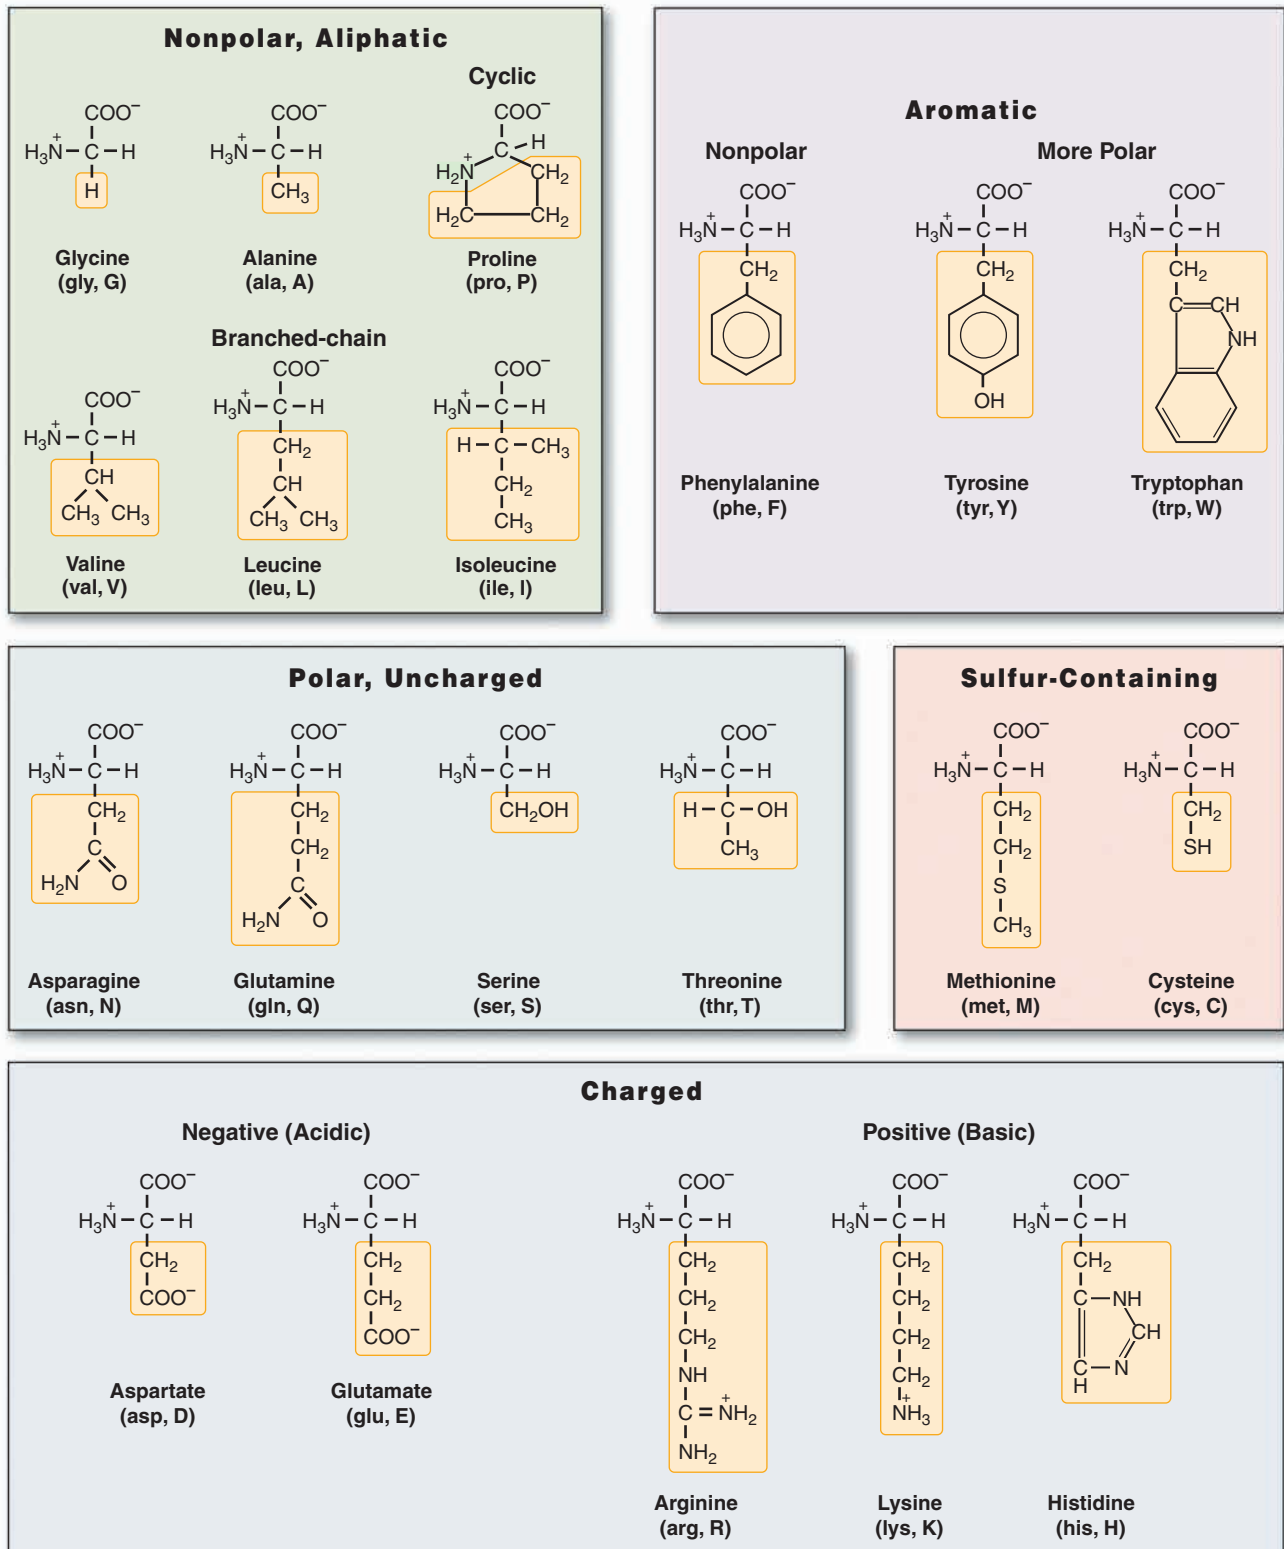 Nonpolar, Aliphatic
Cyclic
COO⁻
H₃N⁺–C–H
H
Glycine
(gly, G)
COO⁻
H₃N⁺–C–H
CH₃
Alanine
(ala, A)
COO⁻
C H
H₂N⁺ CH₂
H₂C CH₂
Proline
(pro, P)
Branched-chain
COO⁻
H₃N⁺–C–H
CH
CH₃ CH₃
Valine
(val, V)
COO⁻
H₃N⁺–C–H
CH₂
CH
CH₃ CH₃
Leucine
(leu, L)
COO⁻
H₃N⁺–C–H
H–C–CH₃
CH₂
CH₃
Isoleucine
(ile, I)
Aromatic
Nonpolar
COO⁻
H₃N⁺–C–H
CH₂
Phenylalanine
(phe, F)
More Polar
COO⁻
H₃N⁺–C–H
CH₂
OH
Tyrosine
(tyr, Y)
COO⁻
H₃N⁺–C–H
CH₂
C=CH
NH
Tryptophan
(trp, W)
Polar, Uncharged
COO⁻
H₃N⁺–C–H
CH₂
C
H₂N O
Asparagine
(asn, N)
COO⁻
H₃N⁺–C–H
CH₂
CH₂
C
H₂N O
Glutamine
(gln, Q)
COO⁻
H₃N⁺–C–H
CH₂OH
Serine
(ser, S)
COO⁻
H₃N⁺–C–H
H–C–OH
CH₃
Threonine
(thr, T)
Sulfur-Containing
COO⁻
H₃N⁺–C–H
CH₂
CH₂
S
CH₃
Methionine
(met, M)
COO⁻
H₃N⁺–C–H
CH₂
SH
Cysteine
(cys, C)
Charged
Negative (Acidic)
COO⁻
H₃N⁺–C–H
CH₂
COO⁻
Aspartate
(asp, D)
COO⁻
H₃N⁺–C–H
CH₂
CH₂
COO⁻
Glutamate
(glu, E)
Positive (Basic)
COO⁻
H₃N⁺–C–H
CH₂
CH₂
CH₂
NH
C=N⁺H₂
NH₂
Arginine
(arg, R)
COO⁻
H₃N⁺–C–H
CH₂
CH₂
CH₂
CH₂
N⁺H₃
Lysine
(lys, K)
COO⁻
H₃N⁺–C–H
CH₂
C–NH
CH
C–N
H
Histidine
(his, H)